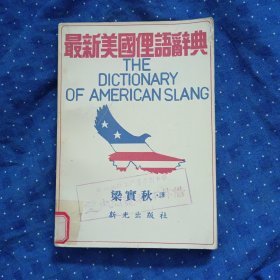 最新美國俚語辭典
THE
DICTIONARY
OF AMERICAN SLANG
梁實秋·譯
新光出版社